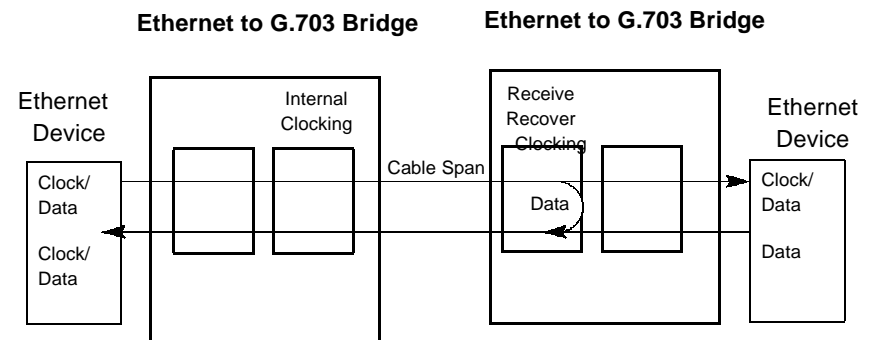 Ethernet to G.703 Bridge
Ethernet to G.703 Bridge
Ethernet
Device
Internal
Clocking
Receive
Recover
Clocking
Ethernet
Device
Cable Span
Clock/
Data
Clock/
Data
Data
Clock/
Data
Data